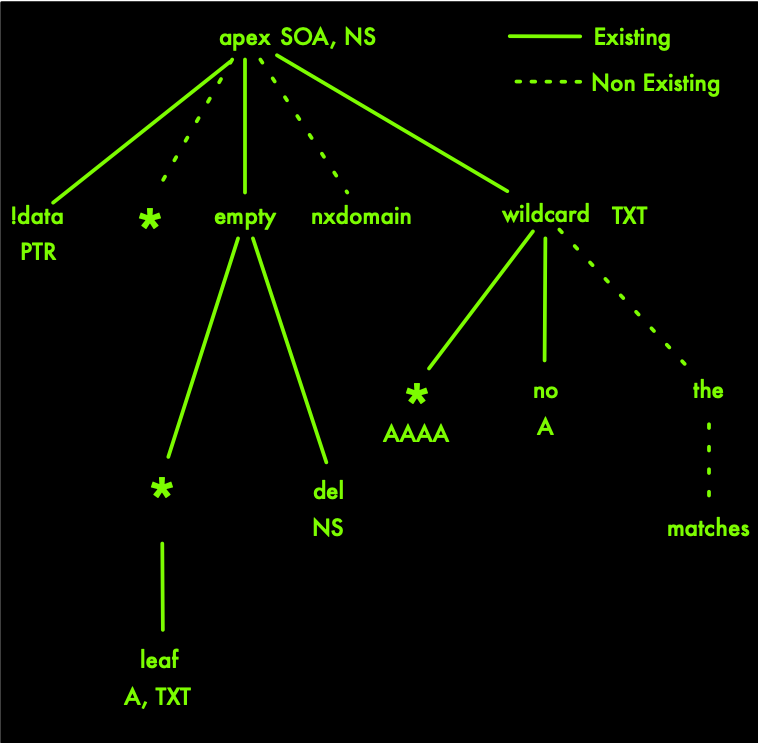 apex SOA, NS
Existing
Non Existing
!data
*
empty
nxdomain
wildcard TXT
PTR
*
no
the
AAAA
A
*
del
NS
matches
leaf
A, TXT